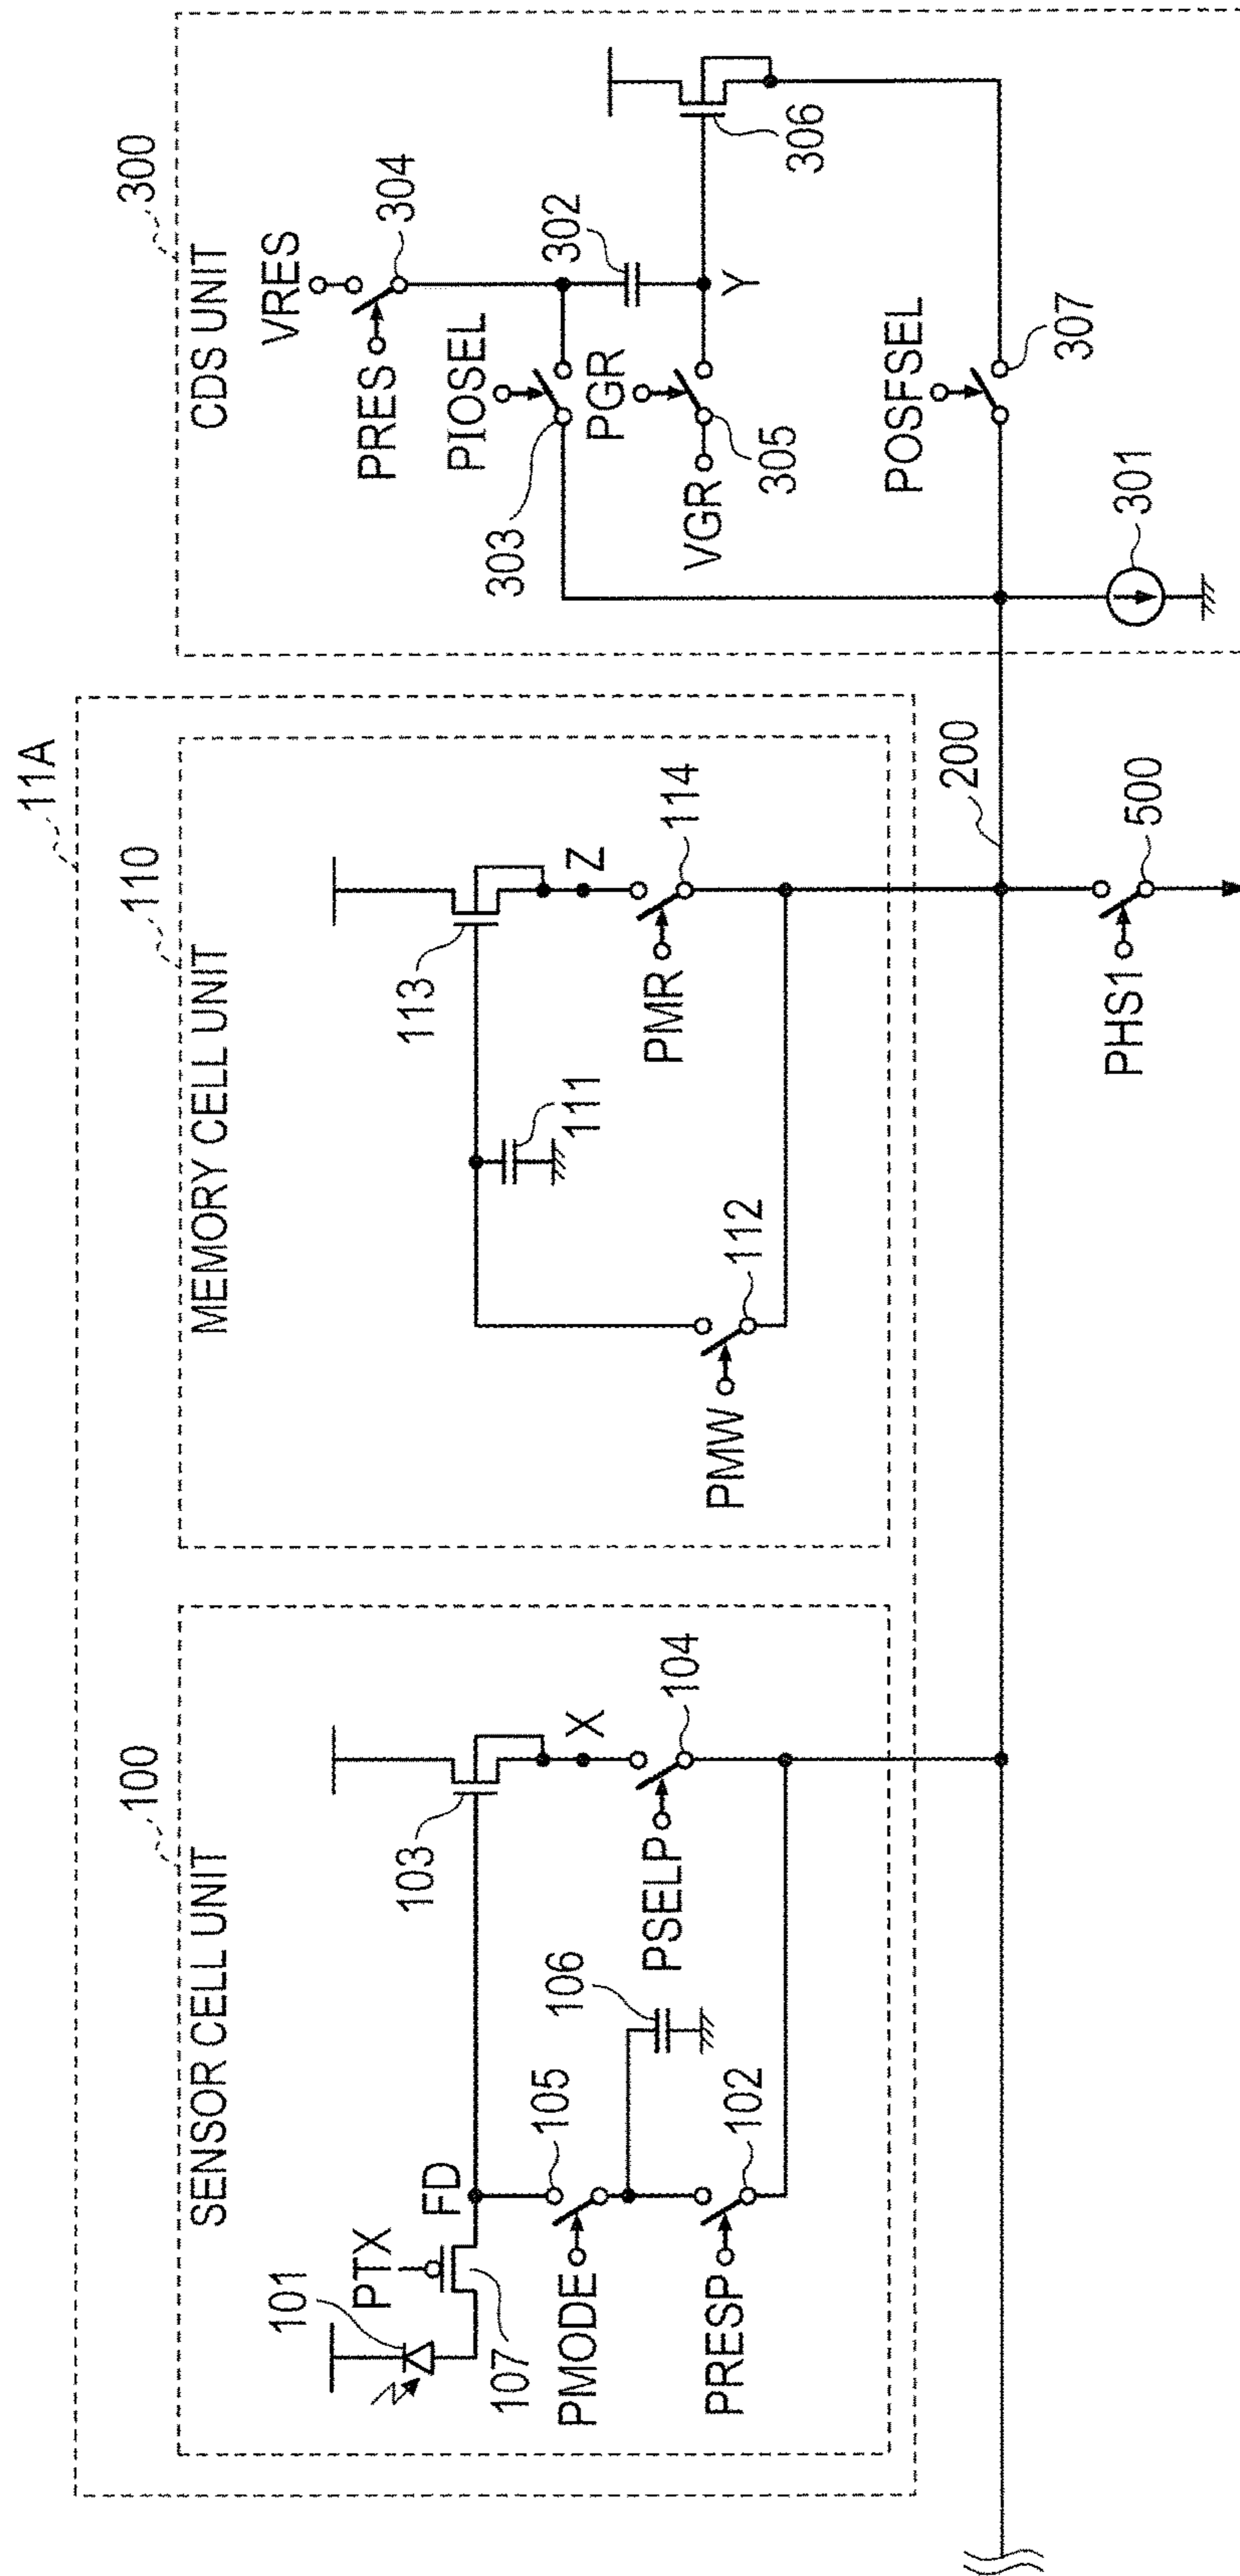 11A
100
SENSOR CELL UNIT
101
PTX
FD
107
103
PMODE
105
106
X
PSELP
104
PRESP
102
110
MEMORY CELL UNIT
113
111
Z
PMR
114
PMW
112
300
CDS UNIT
VRES
PRES
304
PIOSEL
302
303
PGR
Y
306
VGR
305
POSFSEL
307
301
200
PHS1
500